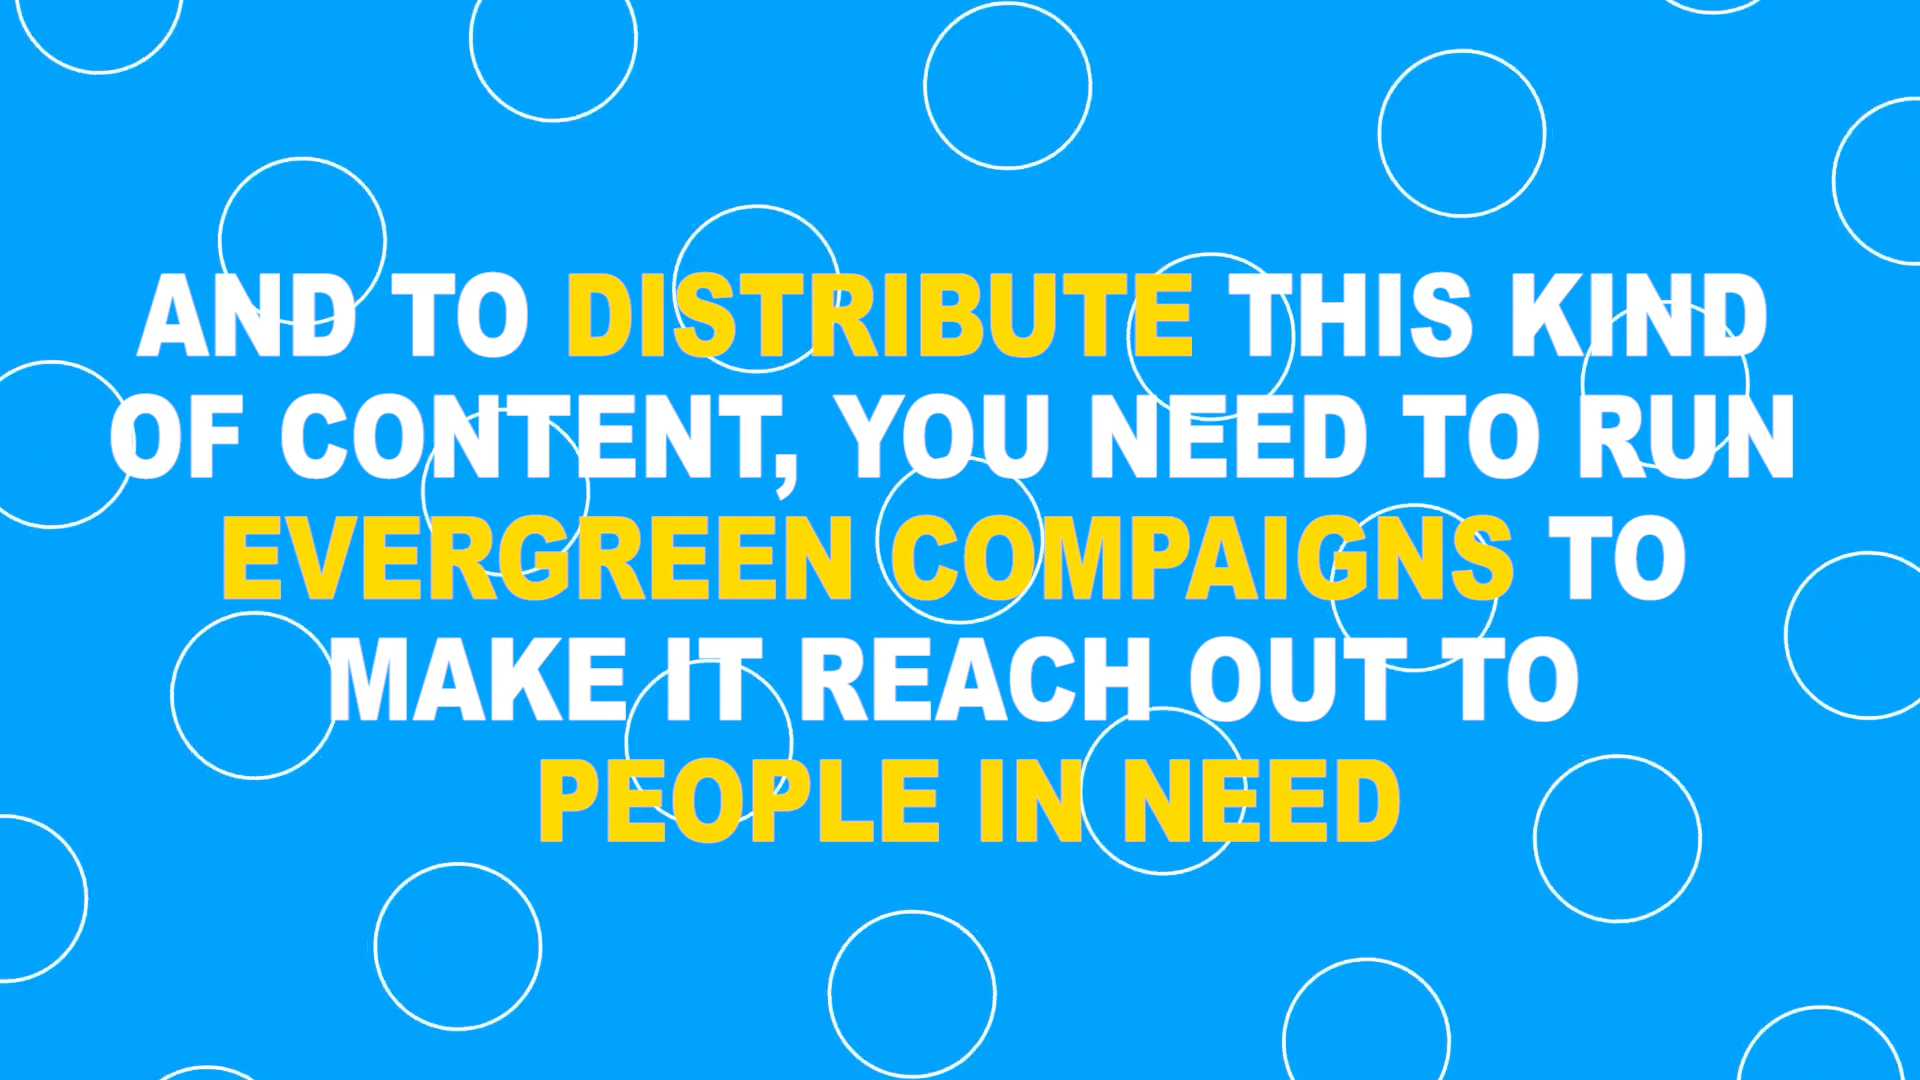 AND TO DISTRIBUTE THIS KIND
OF CONTENT, YOU NEED TO RUN
EVERGREEN COMPAIGNS TO
MAKE IT REACH OUT TO
PEOPLE IN NEED